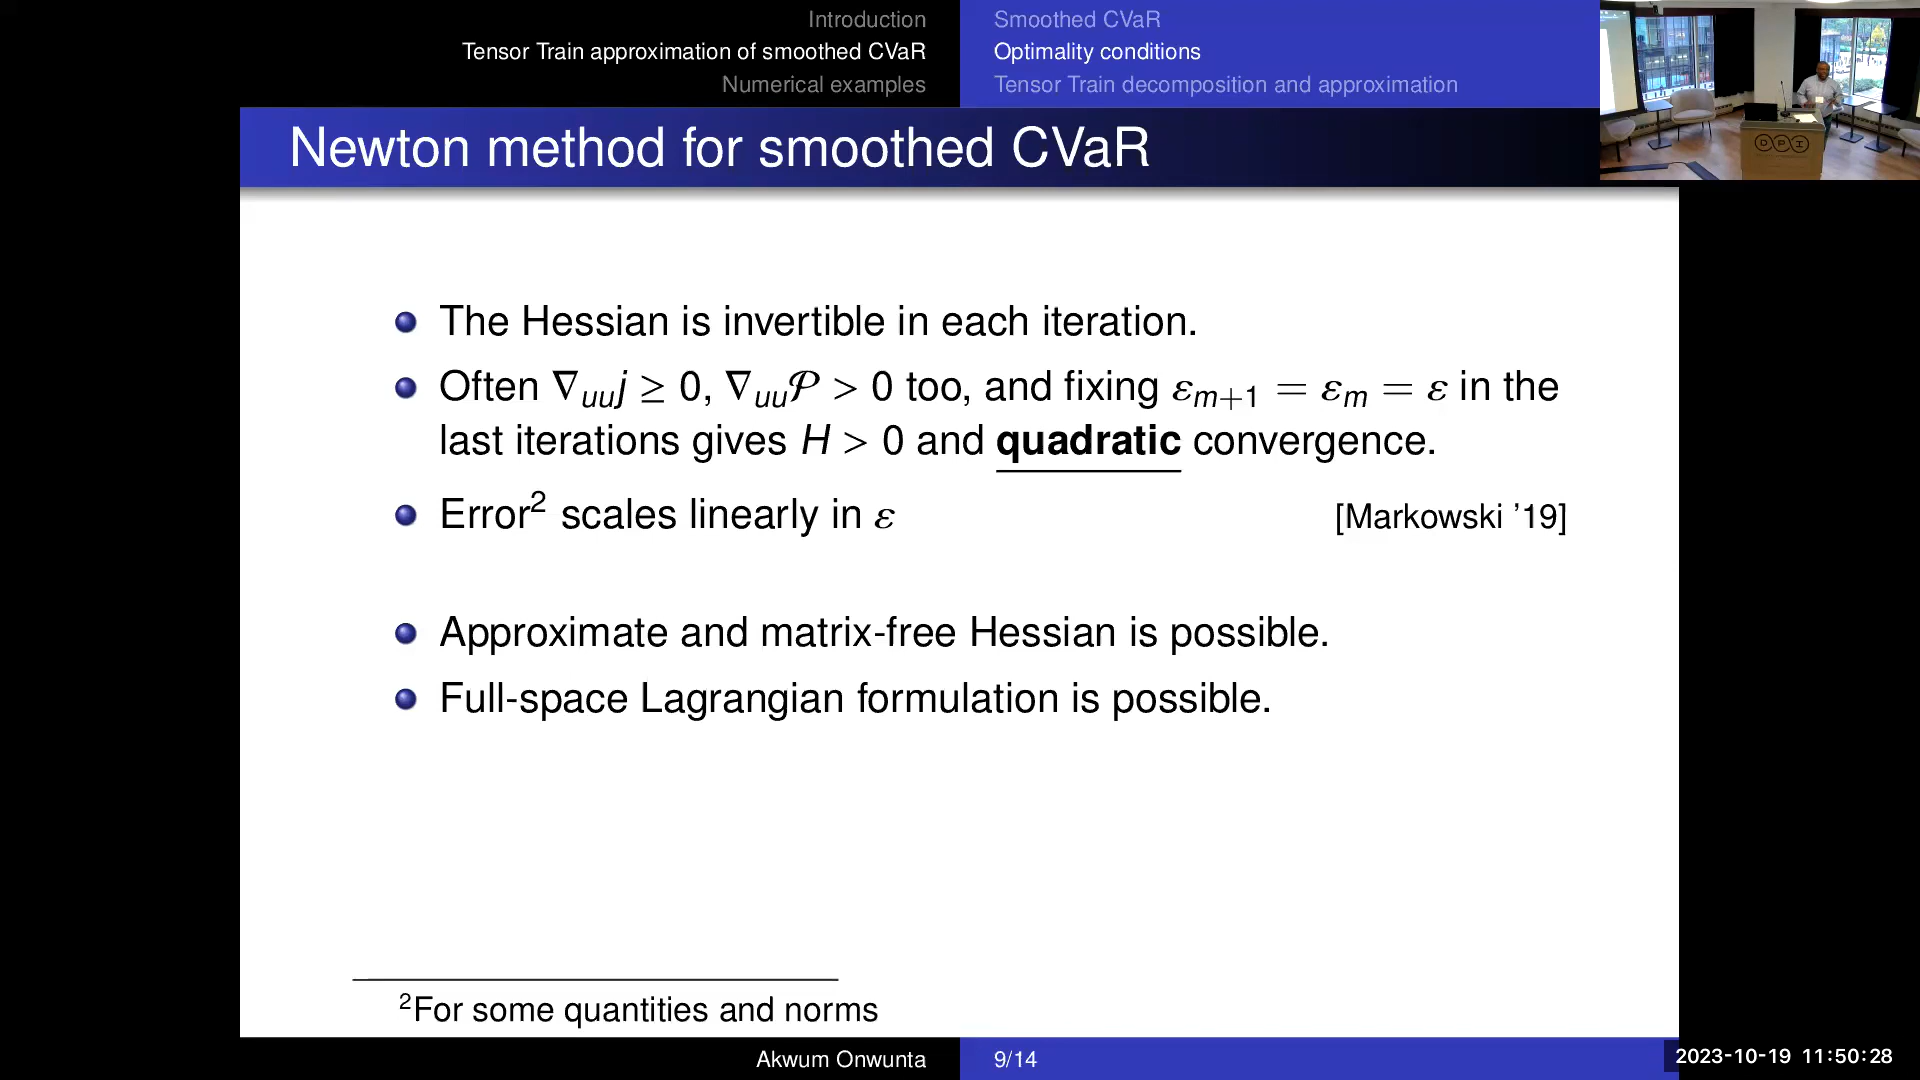 Introduction
Tensor Train approximation of smoothed CVaR
Numerical examples
Smoothed CVaR
Optimality conditions
Tensor Train decomposition and approximation
Newton method for smoothed CVaR
The Hessian is invertible in each iteration.
Often ∇uuj ≥ 0, ∇uu𝒫 > 0 too, and fixing εm+1 = εm = ε in the
last iterations gives H > 0 and quadratic convergence.
Error² scales linearly in ε [Markowski ’19]
Approximate and matrix-free Hessian is possible.
Full-space Lagrangian formulation is possible.
²For some quantities and norms
Akwum Onwunta 9/14
DPI
2023-10-19 11:50:28